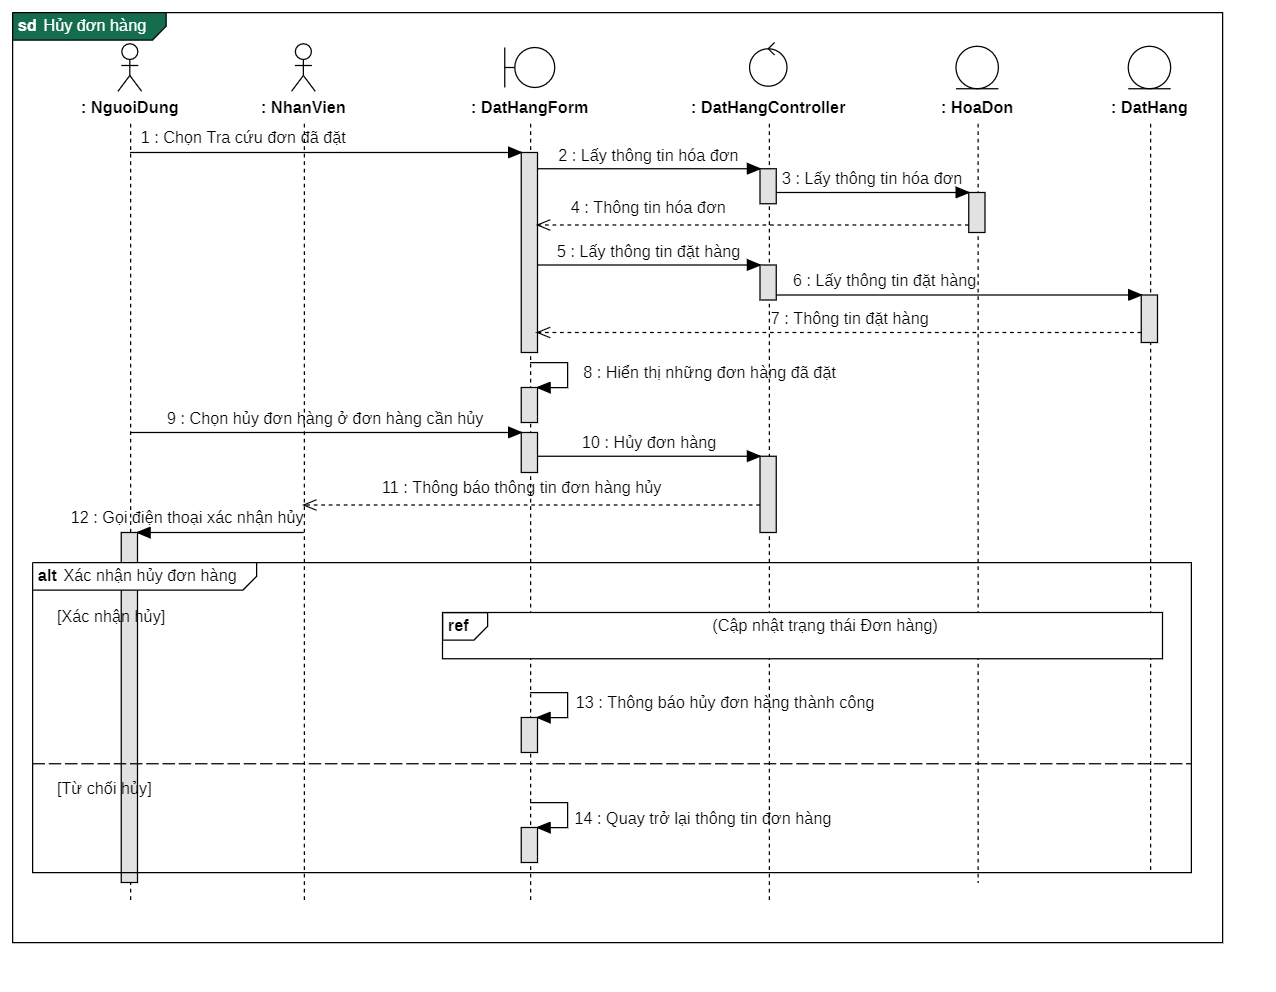 sd Hủy đơn hàng
: NguoiDung
: NhanVien
: DatHangForm
: DatHangController
: HoaDon
: DatHang
1 : Chọn Tra cứu đơn đã đặt
2 : Lấy thông tin hóa đơn
3 : Lấy thông tin hóa đơn
4 : Thông tin hóa đơn
5 : Lấy thông tin đặt hàng
6 : Lấy thông tin đặt hàng
7 : Thông tin đặt hàng
8 : Hiển thị những đơn hàng đã đặt
9 : Chọn hủy đơn hàng ở đơn hàng cần hủy
10 : Hủy đơn hàng
11 : Thông báo thông tin đơn hàng hủy
12 : Gọi điện thoại xác nhận hủy
alt Xác nhận hủy đơn hàng
[Xác nhận hủy]
ref
(Cập nhật trạng thái Đơn hàng)
13 : Thông báo hủy đơn hàng thành công
[Từ chối hủy]
14 : Quay trở lại thông tin đơn hàng